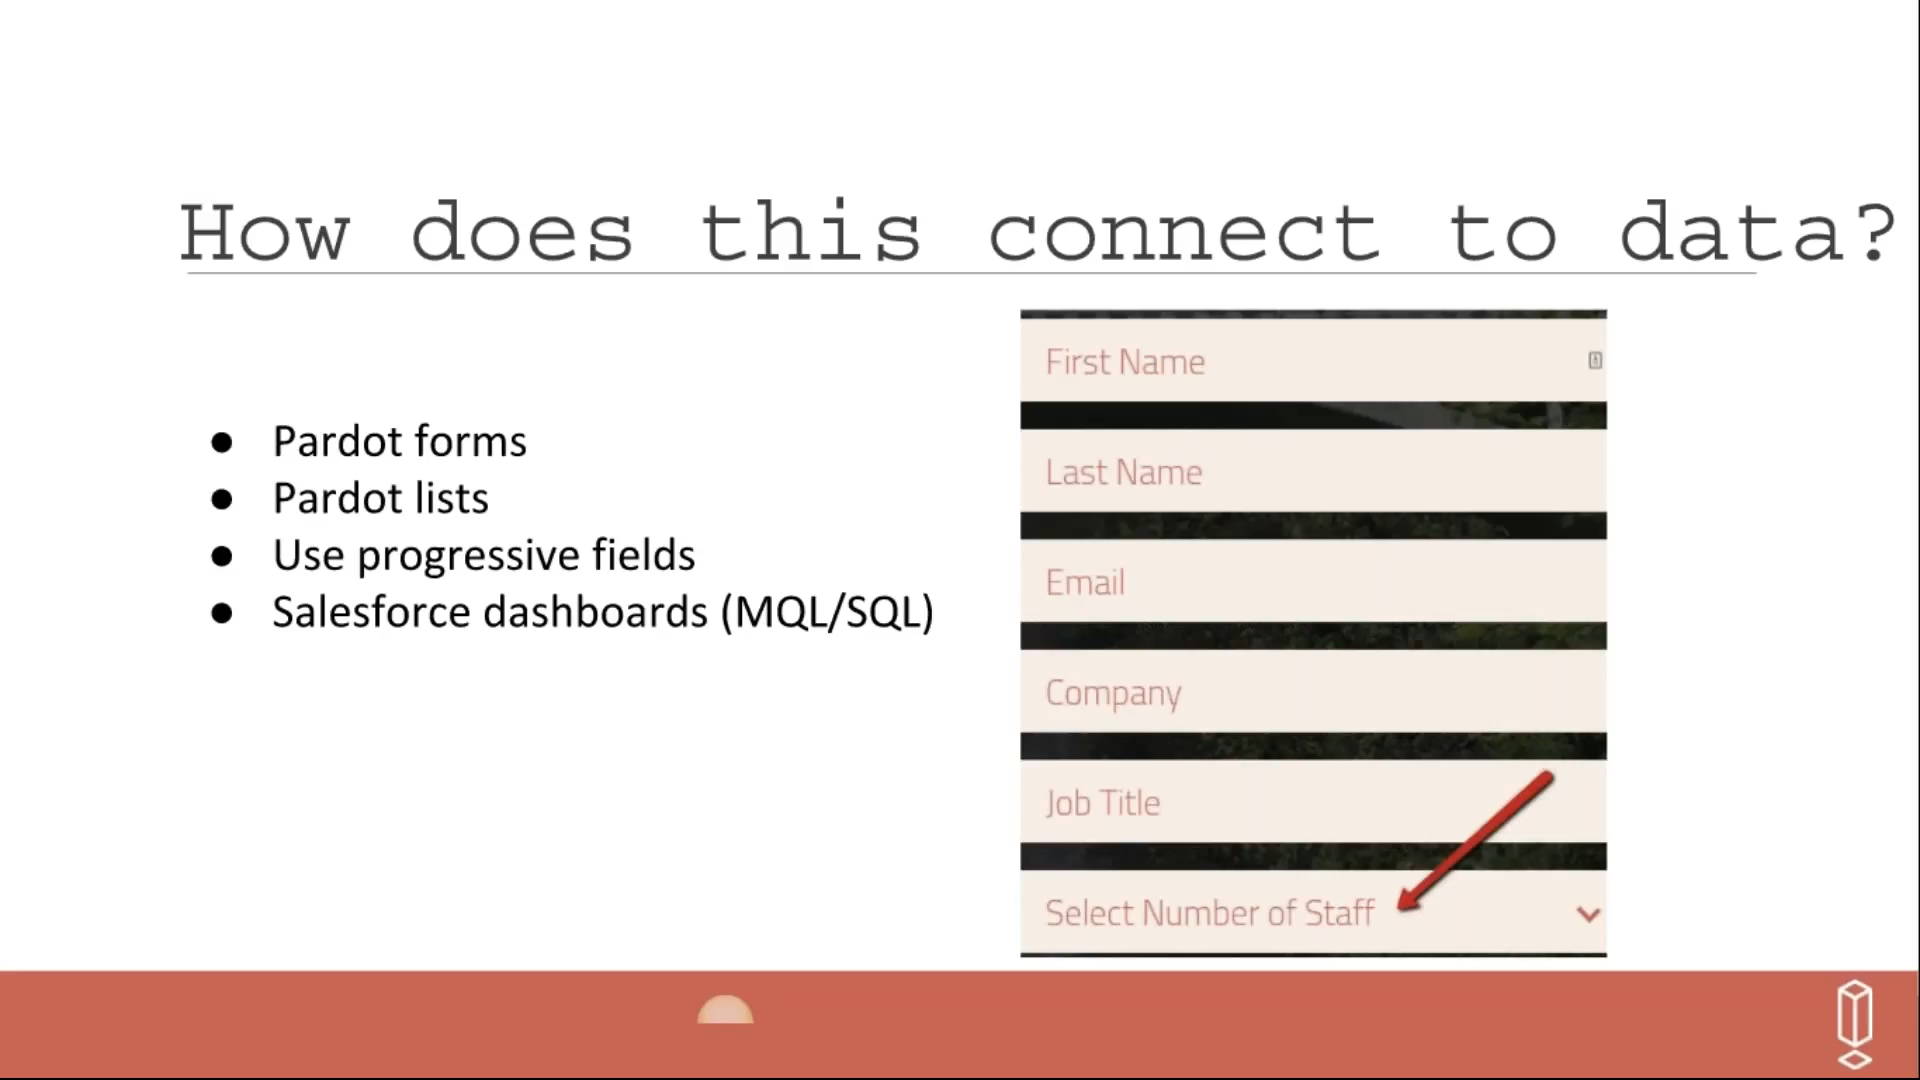 How does this connect to data?
● Pardot forms
● Pardot lists
● Use progressive fields
● Salesforce dashboards (MQL/SQL)
First Name
Last Name
Email
Company
Job Title
Select Number of Staff